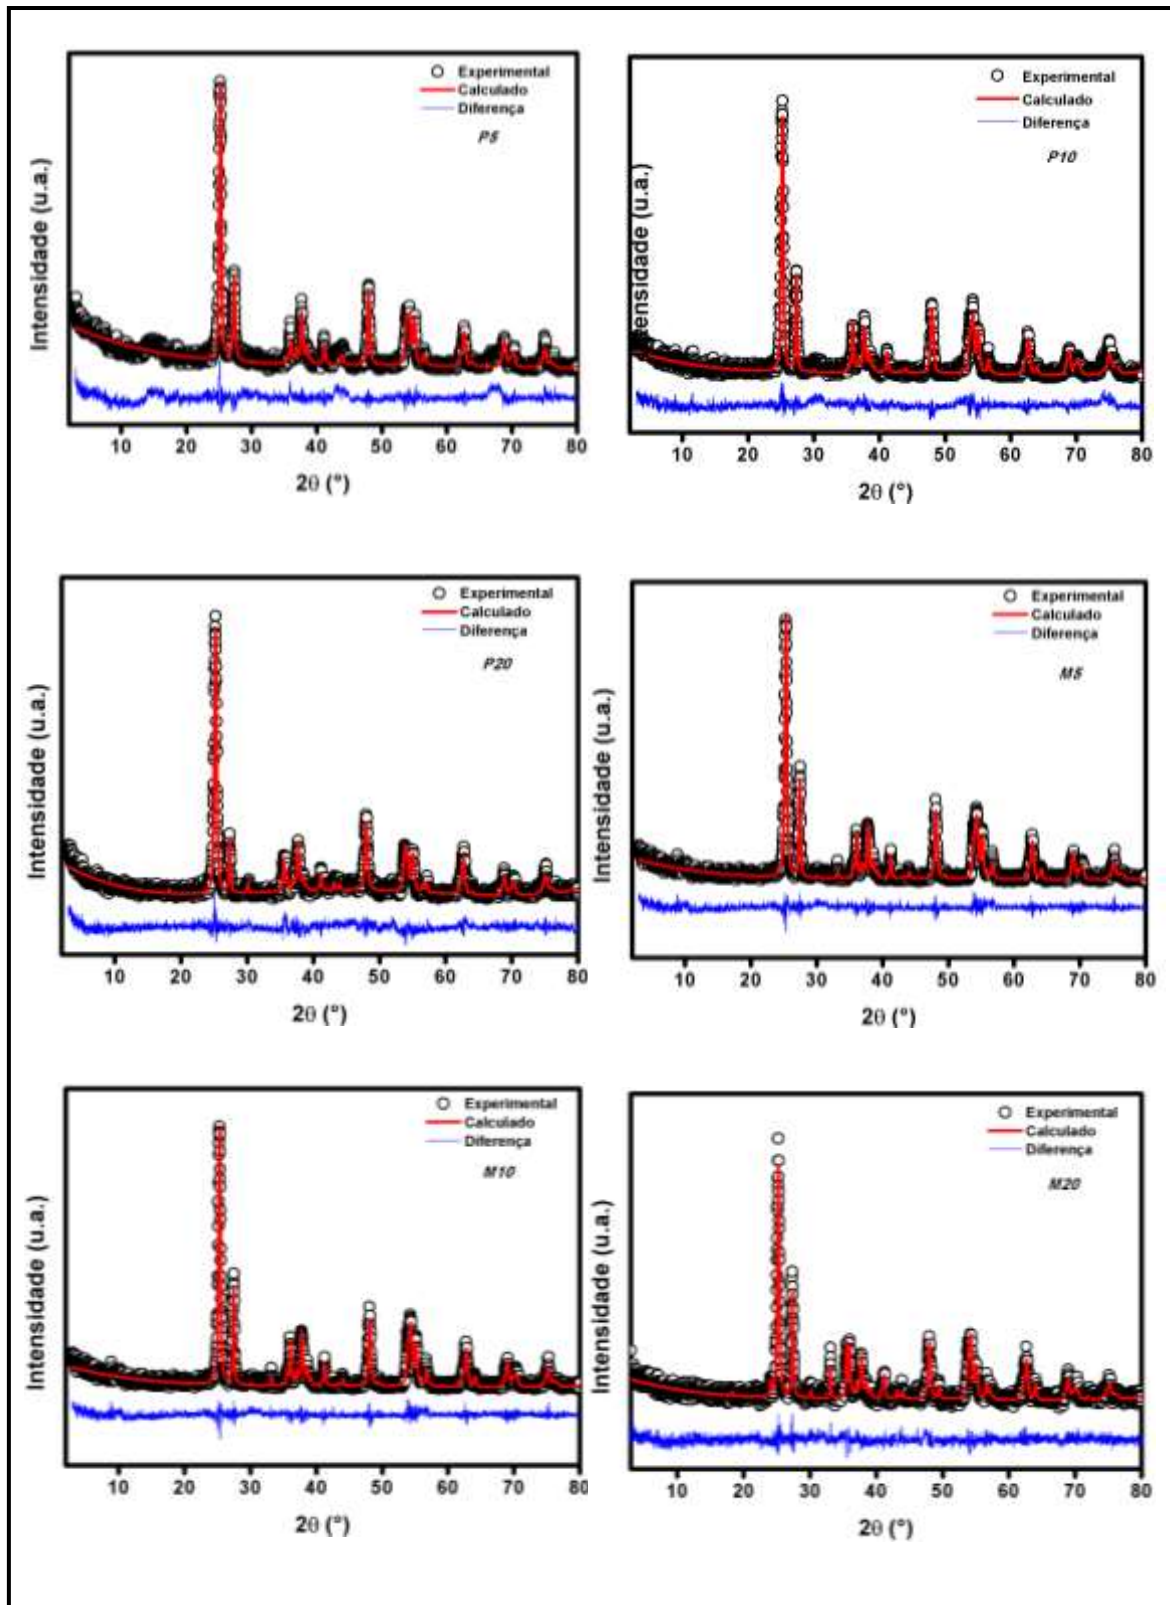 Intensidade (u.a.)
Experimental
Calculado
Diferença
P5
10 20 30 40 50 60 70 80
2θ (°)
ensidade (u.a.)
Experimental
Calculado
Diferença
P10
10 20 30 40 50 60 70 80
2θ (°)
Intensidade (u.a.)
Experimental
Calculado
Diferença
P20
10 20 30 40 50 60 70 80
2θ (°)
Intensidade (u.a.)
Experimental
Calculado
Diferença
M5
10 20 30 40 50 60 70 80
2θ (°)
Intensidade (u.a.)
Experimental
Calculado
Diferença
M10
10 20 30 40 50 60 70 80
2θ (°)
Intensidade (u.a.)
Experimental
Calculado
Diferença
M20
10 20 30 40 50 60 70 80
2θ (°)